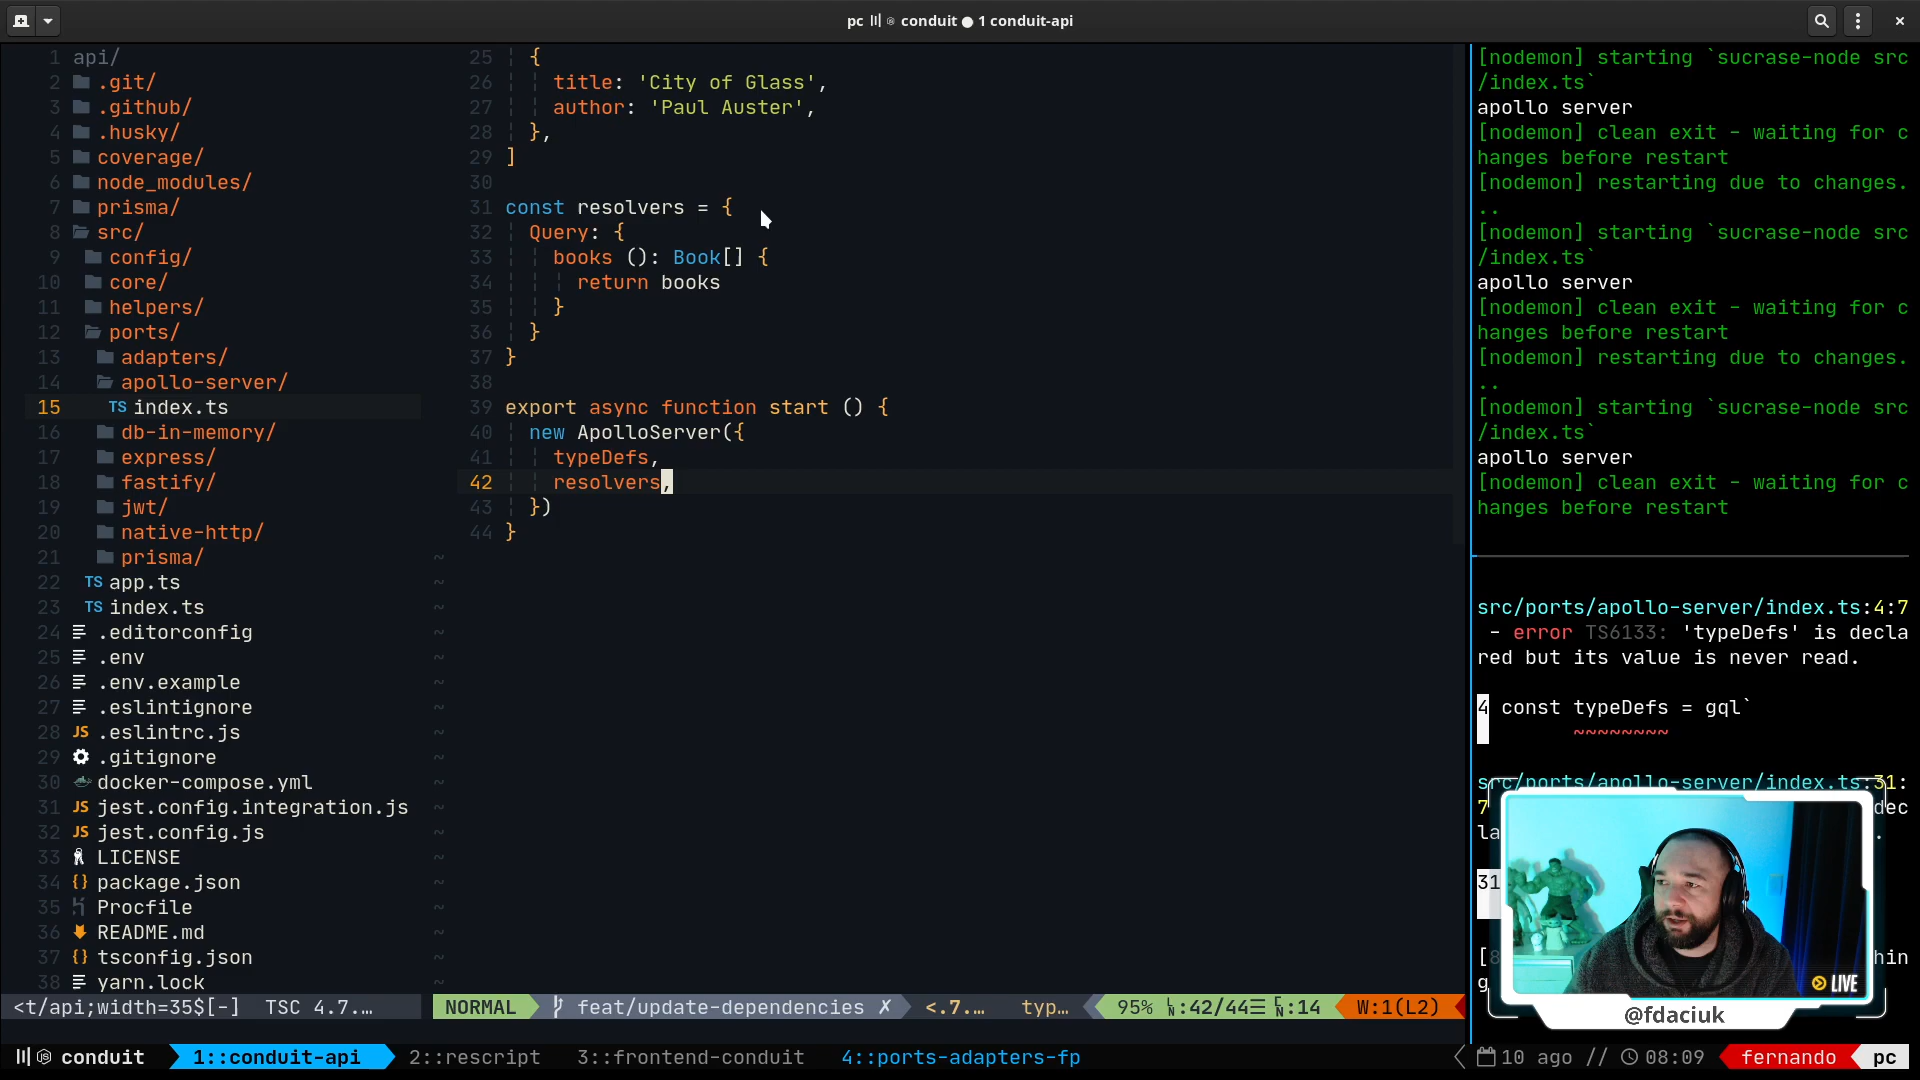 pc conduit ● 1 conduit-api
1 api/
2 .git/
3 .github/
4 .husky/
5 coverage/
6 node_modules/
7 prisma/
8 src/
9 config/
10 core/
11 helpers/
12 ports/
13 adapters/
14 apollo-server/
15 TS index.ts
16 db-in-memory/
17 express/
18 fastify/
19 jwt/
20 native-http/
21 prisma/
22 TS app.ts
23 TS index.ts
24 .editorconfig
25 .env
26 .env.example
27 .eslintignore
28 JS .eslintrc.js
29 .gitignore
30 docker-compose.yml
31 JS jest.config.integration.js
32 JS jest.config.js
33 LICENSE
34 {} package.json
35 Procfile
36 README.md
37 {} tsconfig.json
38 yarn.lock
<t/api;width=35$[-] TSC 4.7…
25 {
26 title: 'City of Glass',
27 author: 'Paul Auster',
28 },
29 ]
30
31 const resolvers = {
32 Query: {
33 books (): Book[] {
34 return books
35 }
36 }
37 }
38
39 export async function start () {
40 new ApolloServer({
41 typeDefs,
42 resolvers,
43 })
44 }
NORMAL feat/update-dependencies ✗ <.7.… typ… 95% :42/44 :14 W:1(L2)
[nodemon] starting `sucrase-node src
/index.ts`
apollo server
[nodemon] clean exit - waiting for c
hanges before restart
[nodemon] restarting due to changes.
..
[nodemon] starting `sucrase-node src
/index.ts`
apollo server
[nodemon] clean exit - waiting for c
hanges before restart
[nodemon] restarting due to changes.
..
[nodemon] starting `sucrase-node src
/index.ts`
apollo server
[nodemon] clean exit - waiting for c
hanges before restart
src/ports/apollo-server/index.ts:4:7
- error TS6133: 'typeDefs' is decla
red but its value is never read.
4 const typeDefs = gql`
~~~~~~~~
src/ports/apollo-server/index.ts:31:
7 dec
la .
31
[8 hin
g
LIVE
@fdaciuk
conduit 1::conduit-api 2::rescript 3::frontend-conduit 4::ports-adapters-fp 10 ago // 08:09 fernando pc